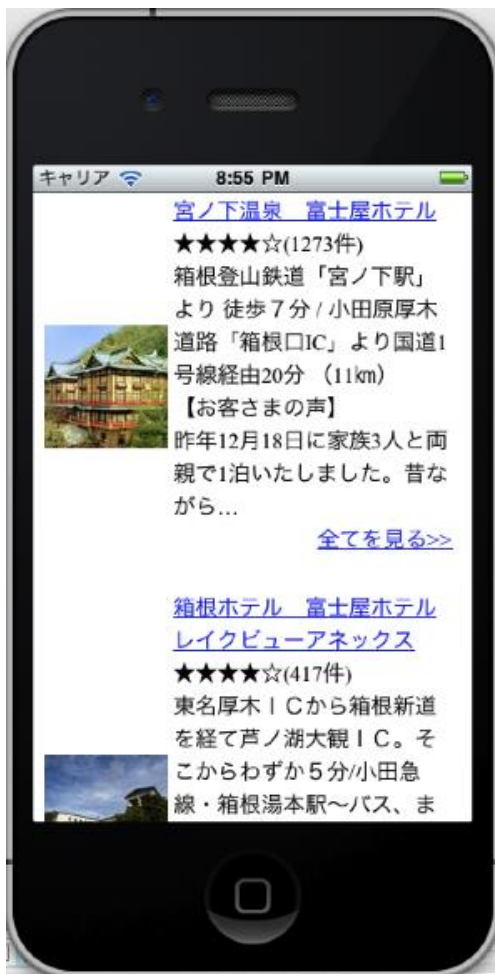 キャリア 8:55 PM
宮ノ下温泉　富士屋ホテル
★★★★☆(1273件)
箱根登山鉄道「宮ノ下駅」
より 徒歩７分 / 小田原厚木
道路「箱根口IC」より国道1
号線経由20分 （11㎞）
【お客さまの声】
昨年12月18日に家族3人と両
親で1泊いたしました。昔な
がら...
全てを見る>>
箱根ホテル　富士屋ホテル
レイクビューアネックス
★★★★☆(417件)
東名厚木ＩＣから箱根新道
を経て芦ノ湖大観ＩＣ。そ
こからわずか５分/小田急
線・箱根湯本駅～バス、ま